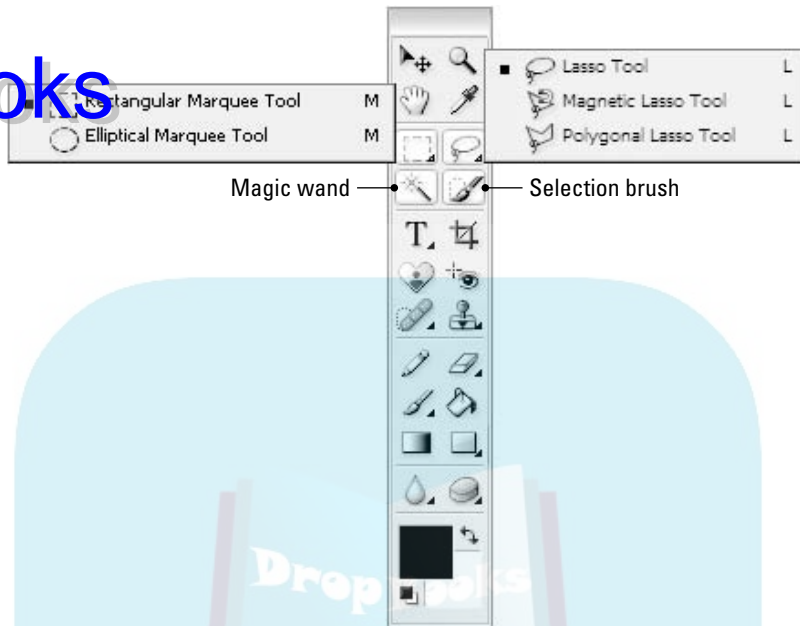 oks
Rectangular Marquee Tool M
Elliptical Marquee Tool M
Lasso Tool L
Magnetic Lasso Tool L
Polygonal Lasso Tool L
Magic wand
Selection brush
T
Drop Books